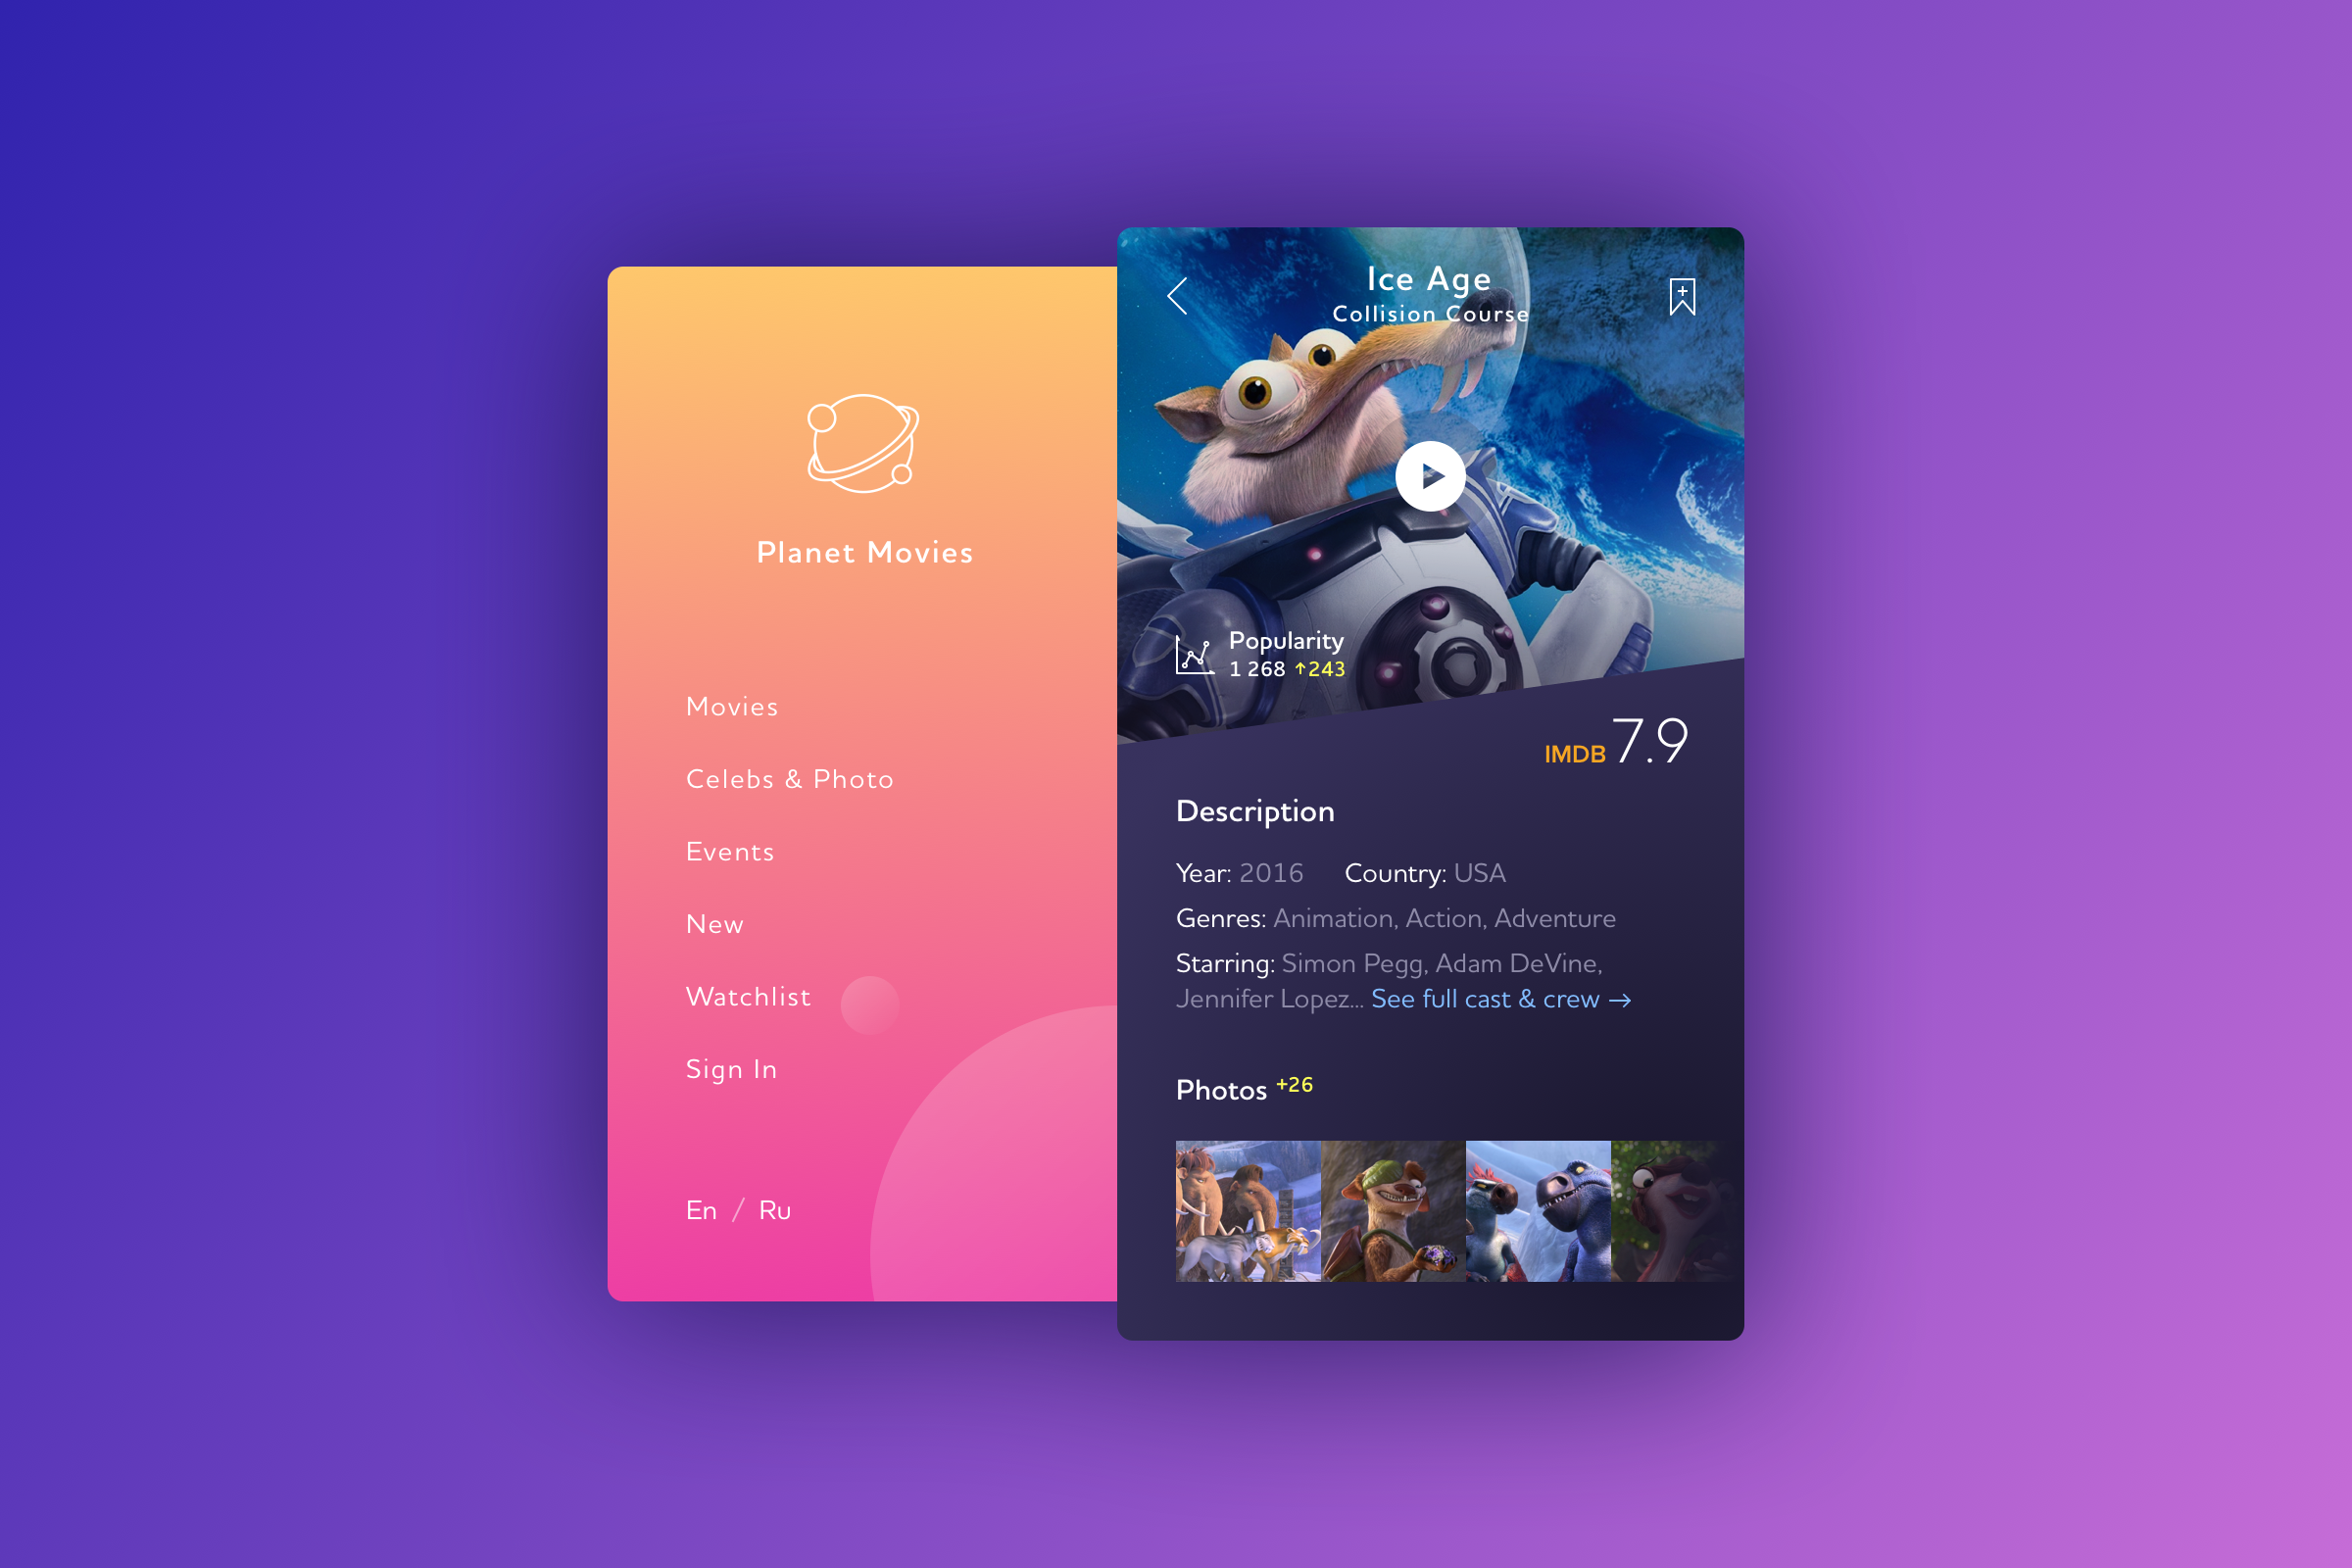 Planet Movies
Movies
Celebs & Photo
Events
New
Watchlist
Sign In
En / Ru
Ice Age
Collision Course
Popularity
1 268 ↑243
IMDB 7.9
Description
Year: 2016 Country: USA
Genres: Animation, Action, Adventure
Starring: Simon Pegg, Adam DeVine,
Jennifer Lopez... See full cast & crew →
Photos +26